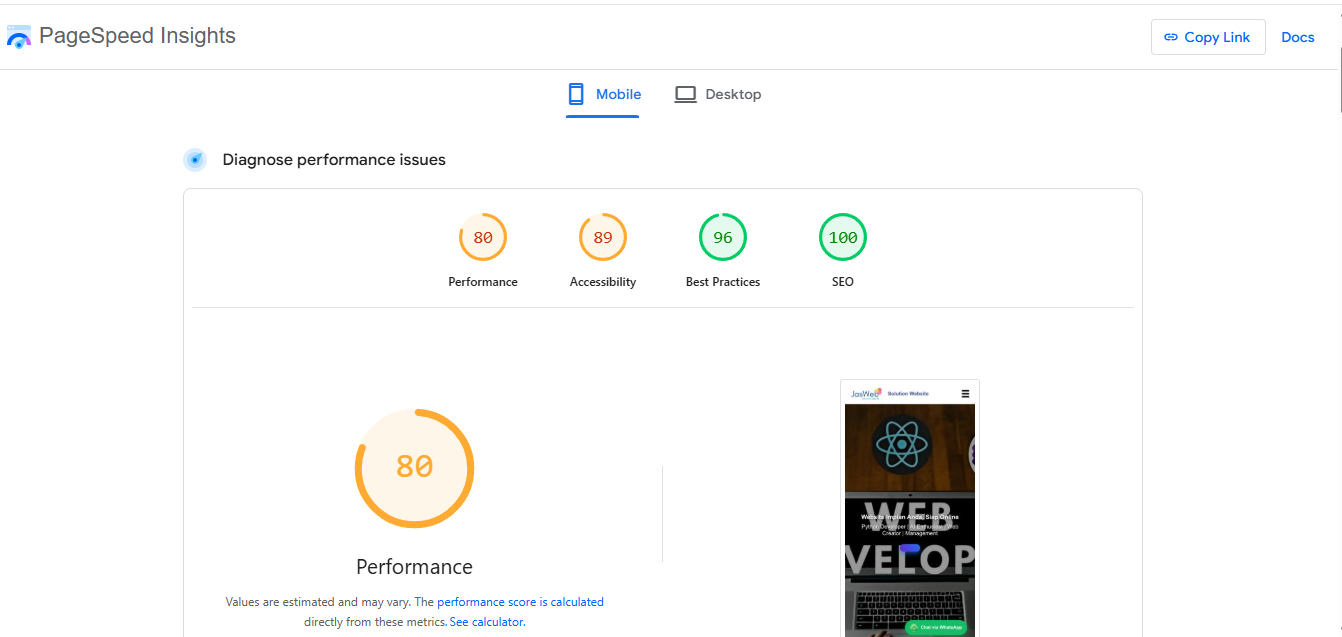 PageSpeed Insights
Copy Link
Docs
Mobile
Desktop
Diagnose performance issues
80
89
96
100
Performance
Accessibility
Best Practices
SEO
80
Performance
Values are estimated and may vary. The performance score is calculated
directly from these metrics. See calculator.
JasWeb
Solution Website
Website Impian Anda, Siap Online
Python Developer | AI Enthusiast | Web
Creator | Management
WEB
VELOP
Chat via WhatsApp